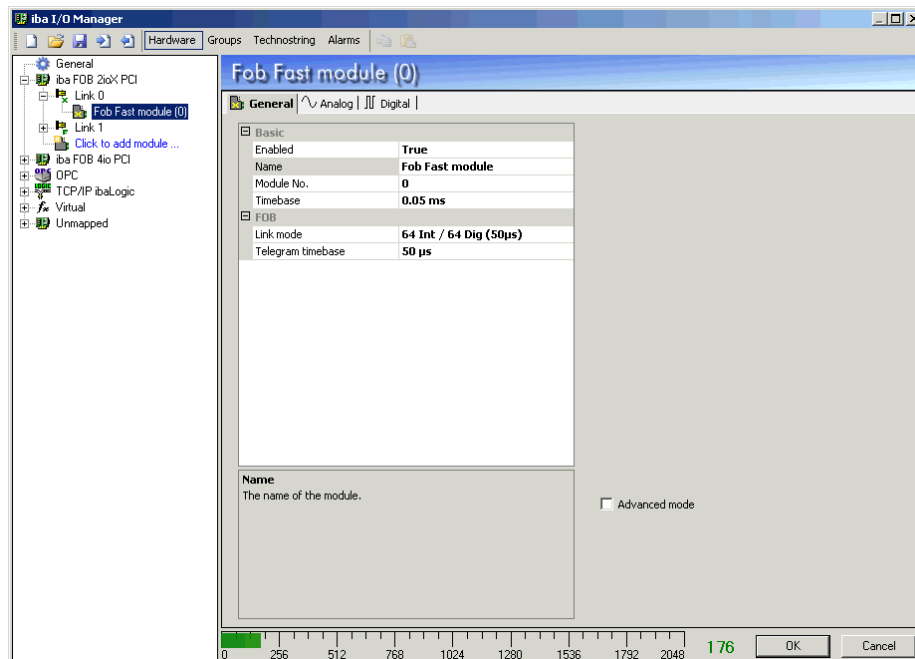 iba I/O Manager
Hardware Groups Technostring Alarms
General
iba FOB 2ioX PCI
Link 0
Fob Fast module (0)
Link 1
Click to add module ...
iba FOB 4io PCI
OPC
TCP/IP ibaLogic
Virtual
Unmapped
Fob Fast module (0)
General Analog Digital
Basic
Enabled True
Name Fob Fast module
Module No. 0
Timebase 0.05 ms
FOB
Link mode 64 Int / 64 Dig (50µs)
Telegram timebase 50 µs
Name
The name of the module.
Advanced mode
0 256 512 768 1024 1280 1536 1792 2048
176
OK Cancel